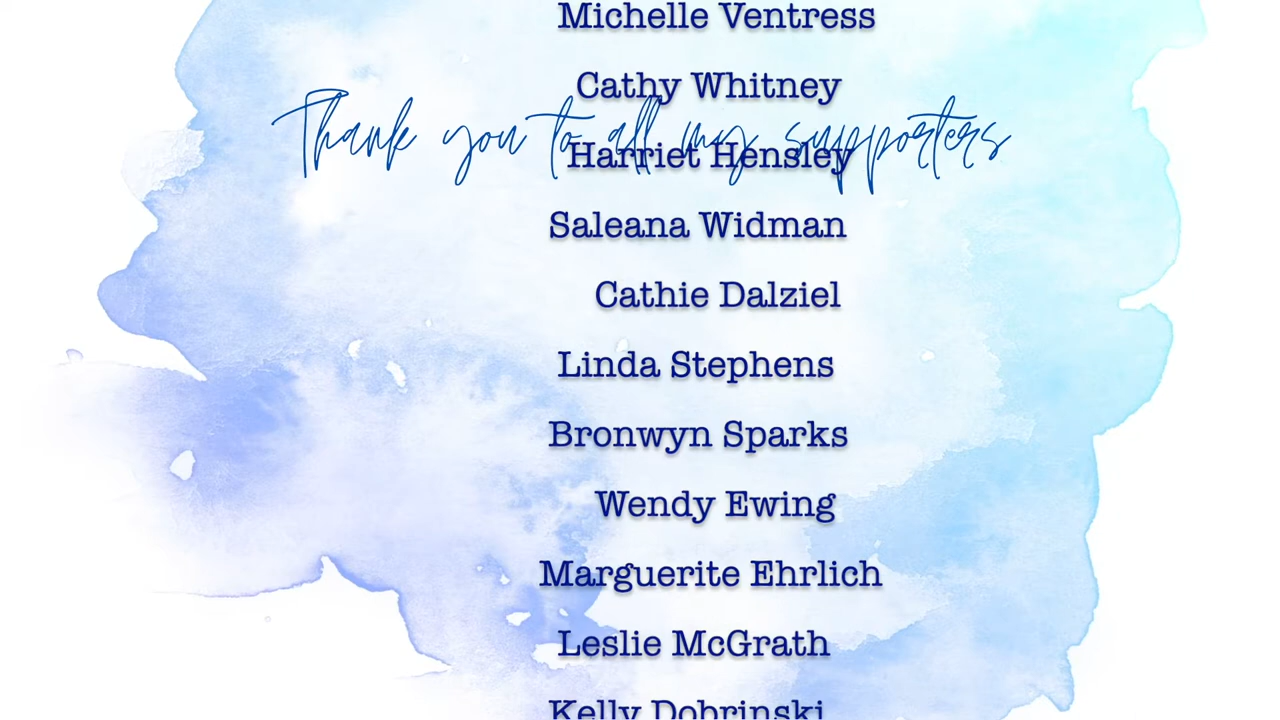 Michelle Ventress
Cathy Whitney
Thank you to all my supporters
Harriet Hensley
Saleana Widman
Cathie Dalziel
Linda Stephens
Bronwyn Sparks
Wendy Ewing
Marguerite Ehrlich
Leslie McGrath
Kelly Dobrinski